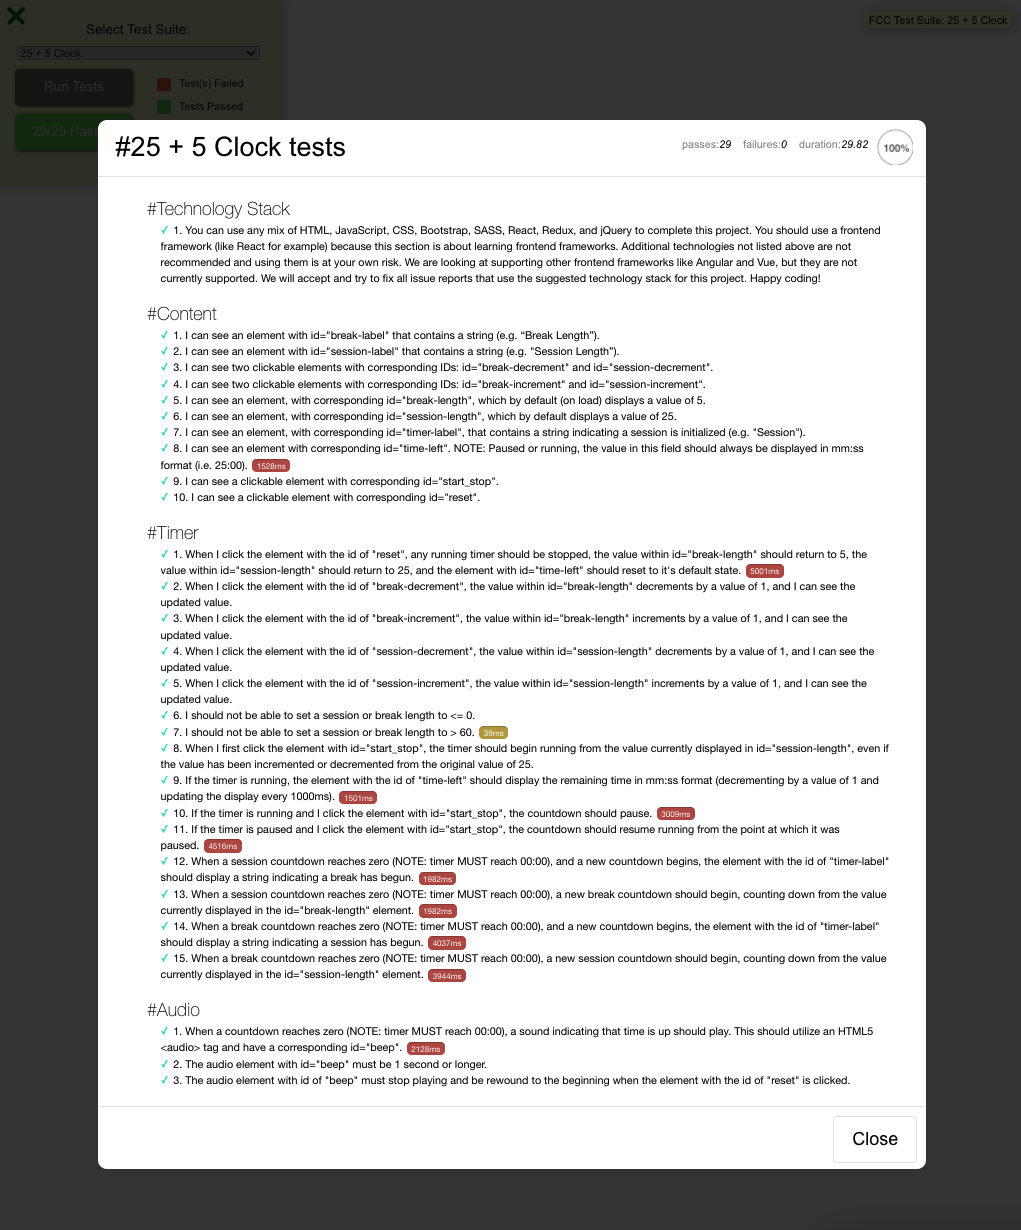 Select Test Suite:
FCC Test Suite: 25 + 5 Clock
25 + 5 Clock
Run Tests
Test(s) Failed
Tests Passed
29/29 Pass
#25 + 5 Clock tests
passes:29 failures:0 duration:29.82 100%
#Technology Stack
✓ 1. You can use any mix of HTML, JavaScript, CSS, Bootstrap, SASS, React, Redux, and jQuery to complete this project. You should use a frontend
framework (like React for example) because this section is about learning frontend frameworks. Additional technologies not listed above are not
recommended and using them is at your own risk. We are looking at supporting other frontend frameworks like Angular and Vue, but they are not
currently supported. We will accept and try to fix all issue reports that use the suggested technology stack for this project. Happy coding!
#Content
✓ 1. I can see an element with id="break-label" that contains a string (e.g. “Break Length”).
✓ 2. I can see an element with id="session-label" that contains a string (e.g. "Session Length”).
✓ 3. I can see two clickable elements with corresponding IDs: id="break-decrement" and id="session-decrement".
✓ 4. I can see two clickable elements with corresponding IDs: id="break-increment" and id="session-increment".
✓ 5. I can see an element, with corresponding id="break-length", which by default (on load) displays a value of 5.
✓ 6. I can see an element, with corresponding id="session-length", which by default displays a value of 25.
✓ 7. I can see an element, with corresponding id="timer-label", that contains a string indicating a session is initialized (e.g. "Session").
✓ 8. I can see an element with corresponding id="time-left". NOTE: Paused or running, the value in this field should always be displayed in mm:ss
format (i.e. 25:00). 1528ms
✓ 9. I can see a clickable element with corresponding id="start_stop".
✓ 10. I can see a clickable element with corresponding id="reset".
#Timer
✓ 1. When I click the element with the id of "reset", any running timer should be stopped, the value within id="break-length" should return to 5, the
value within id="session-length" should return to 25, and the element with id="time-left" should reset to it's default state. 5001ms
✓ 2. When I click the element with the id of "break-decrement", the value within id="break-length" decrements by a value of 1, and I can see the
updated value.
✓ 3. When I click the element with the id of "break-increment", the value within id="break-length" increments by a value of 1, and I can see the
updated value.
✓ 4. When I click the element with the id of "session-decrement", the value within id="session-length" decrements by a value of 1, and I can see the
updated value.
✓ 5. When I click the element with the id of "session-increment", the value within id="session-length" increments by a value of 1, and I can see the
updated value.
✓ 6. I should not be able to set a session or break length to <= 0.
✓ 7. I should not be able to set a session or break length to > 60. 39ms
✓ 8. When I first click the element with id="start_stop", the timer should begin running from the value currently displayed in id="session-length", even if
the value has been incremented or decremented from the original value of 25.
✓ 9. If the timer is running, the element with the id of "time-left" should display the remaining time in mm:ss format (decrementing by a value of 1 and
updating the display every 1000ms). 1501ms
✓ 10. If the timer is running and I click the element with id="start_stop", the countdown should pause. 3009ms
✓ 11. If the timer is paused and I click the element with id="start_stop", the countdown should resume running from the point at which it was
paused. 4516ms
✓ 12. When a session countdown reaches zero (NOTE: timer MUST reach 00:00), and a new countdown begins, the element with the id of "timer-label"
should display a string indicating a break has begun. 1982ms
✓ 13. When a session countdown reaches zero (NOTE: timer MUST reach 00:00), a new break countdown should begin, counting down from the value
currently displayed in the id="break-length" element. 1982ms
✓ 14. When a break countdown reaches zero (NOTE: timer MUST reach 00:00), and a new countdown begins, the element with the id of "timer-label"
should display a string indicating a session has begun. 4037ms
✓ 15. When a break countdown reaches zero (NOTE: timer MUST reach 00:00), a new session countdown should begin, counting down from the value
currently displayed in the id="session-length" element. 3944ms
#Audio
✓ 1. When a countdown reaches zero (NOTE: timer MUST reach 00:00), a sound indicating that time is up should play. This should utilize an HTML5
<audio> tag and have a corresponding id="beep". 2128ms
✓ 2. The audio element with id="beep" must be 1 second or longer.
✓ 3. The audio element with id of "beep" must stop playing and be rewound to the beginning when the element with the id of "reset" is clicked.
Close